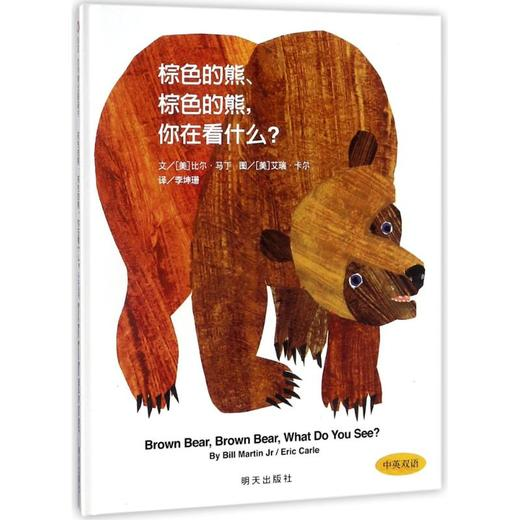 棕色的熊、
棕色的熊,
你在看什么?
文╱[美]比尔·马丁 图╱[美]艾瑞·卡尔
译╱李坤珊
Brown Bear, Brown Bear, What Do You See?
By Bill Martin Jr / Eric Carle
中英双语
明天出版社